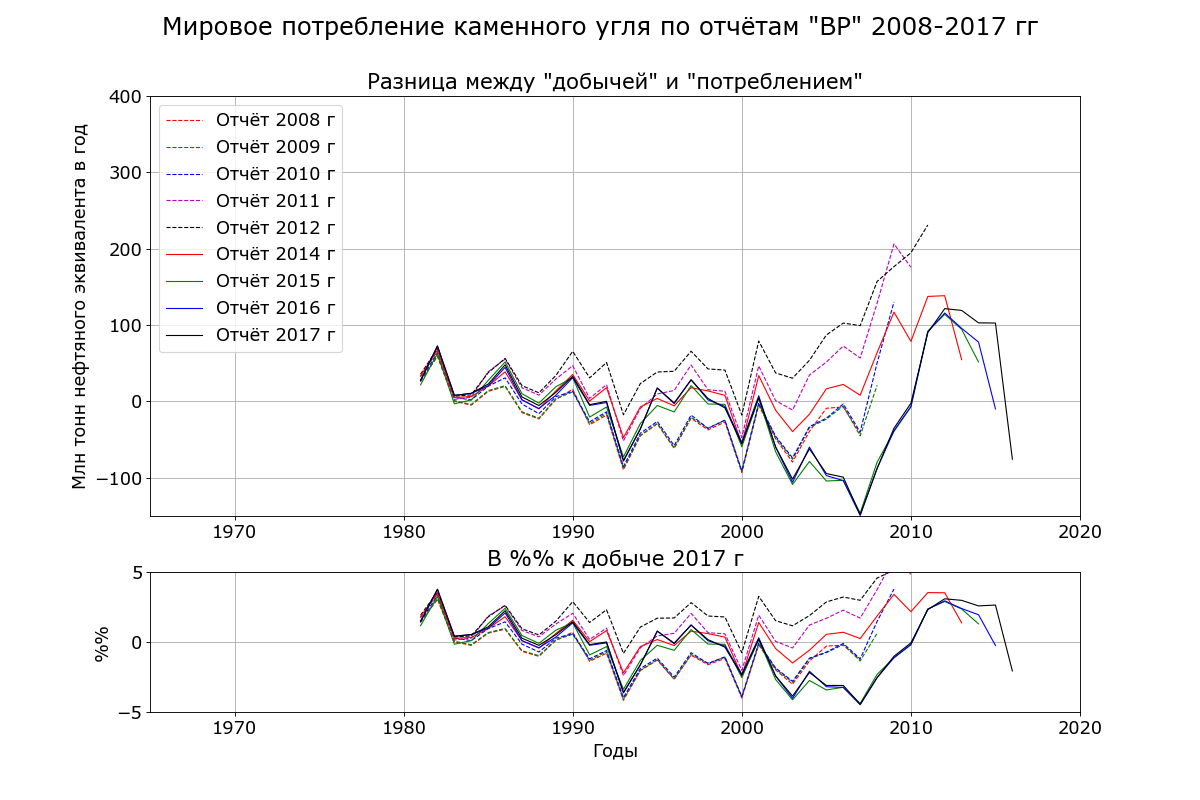 Мировое потребление каменного угля по отчётам "BP" 2008-2017 гг
Разница между "добычей" и "потреблением"
Млн тонн нефтяного эквивалента в год
400
300
200
100
0
−100
Отчёт 2008 г
Отчёт 2009 г
Отчёт 2010 г
Отчёт 2011 г
Отчёт 2012 г
Отчёт 2014 г
Отчёт 2015 г
Отчёт 2016 г
Отчёт 2017 г
1970 1980 1990 2000 2010 2020
В %% к добыче 2017 г
%%
5
0
−5
1970 1980 1990 2000 2010 2020
Годы